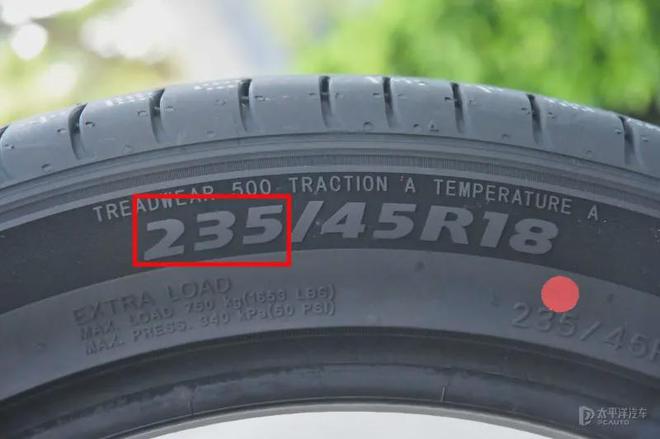 TREADWEAR 500 TRACTION A TEMPERATURE A
235/45R18
EXTRA LOAD
MAX. LOAD 750 kg(1653 LBS)
MAX. PRESS. 340 kPa(50 PSI)
235/45R
太平洋汽车
PCAUTO